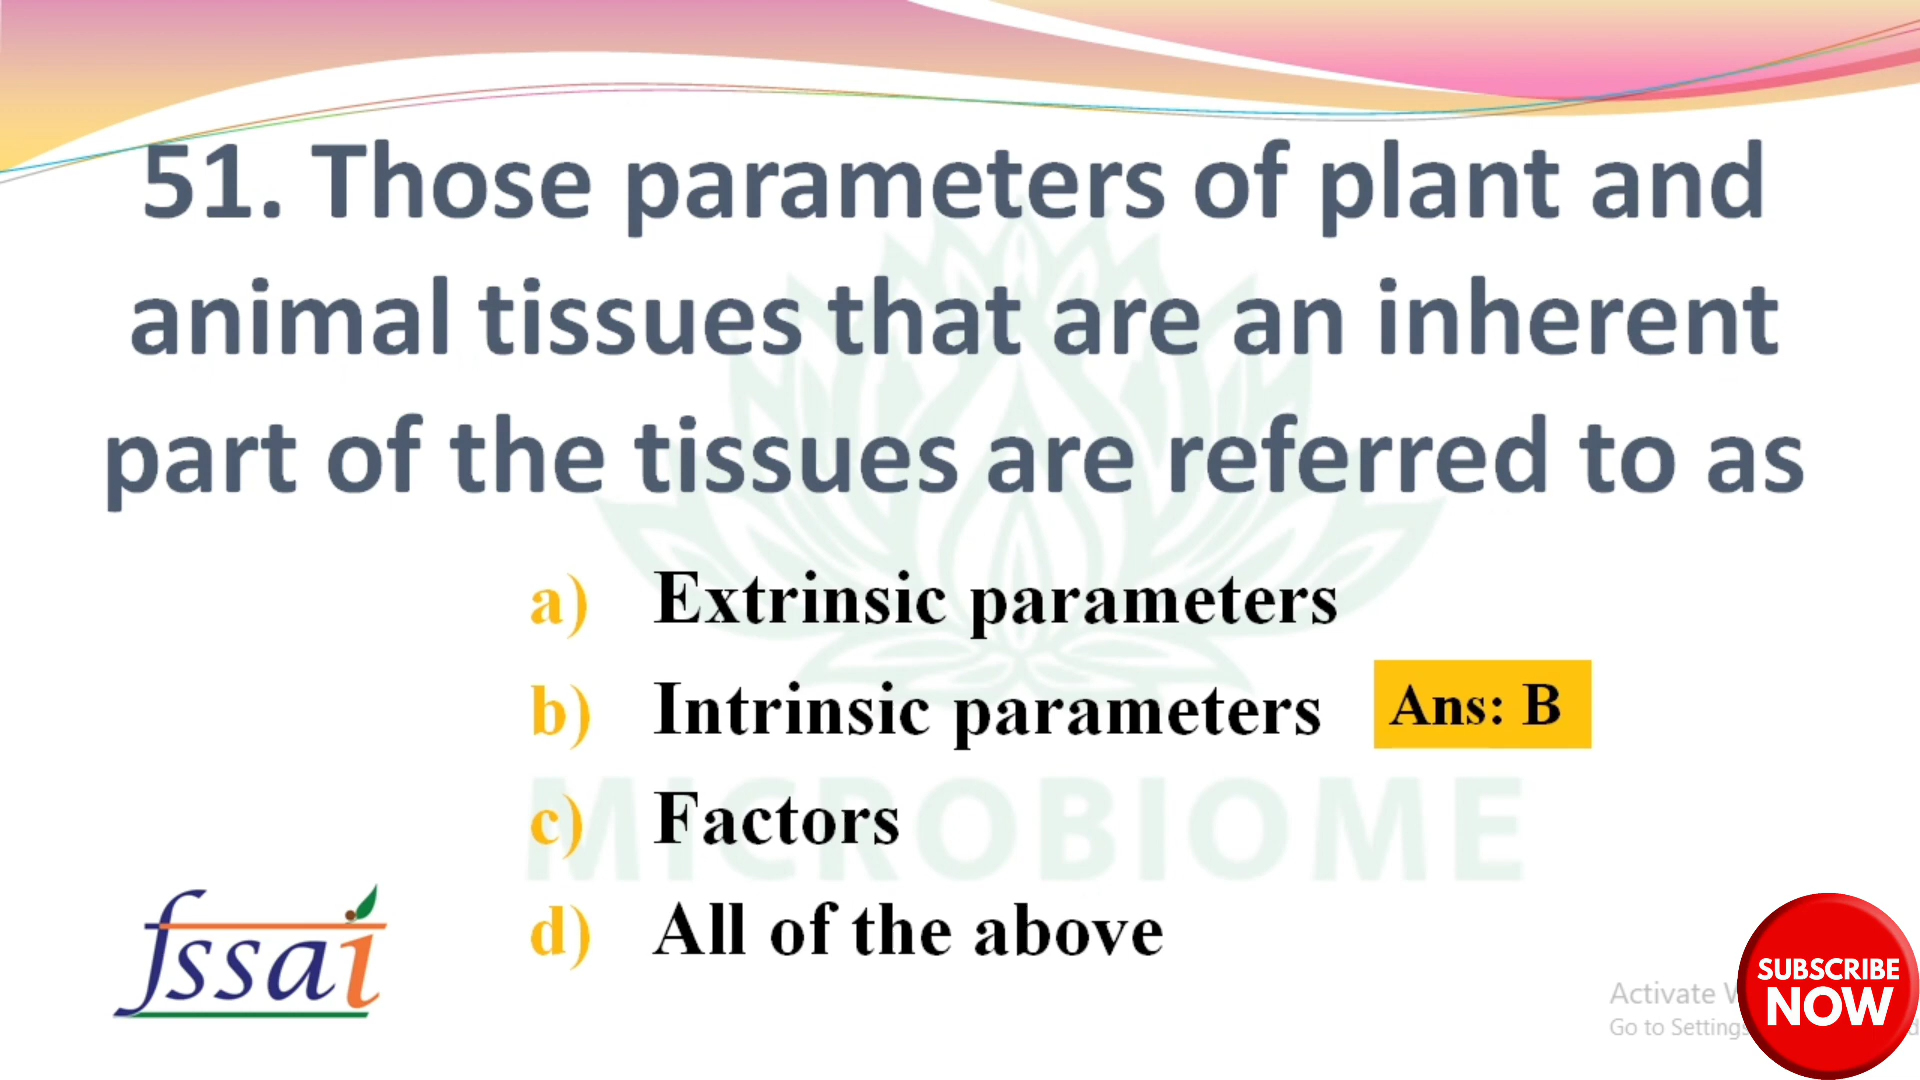 51. Those parameters of plant and
animal tissues that are an inherent
part of the tissues are referred to as
a) Extrinsic parameters
b) Intrinsic parameters
Ans: B
c) Factors
MICROBIOME
d) All of the above
fssai
Activate
Go to Settings
SUBSCRIBE
NOW